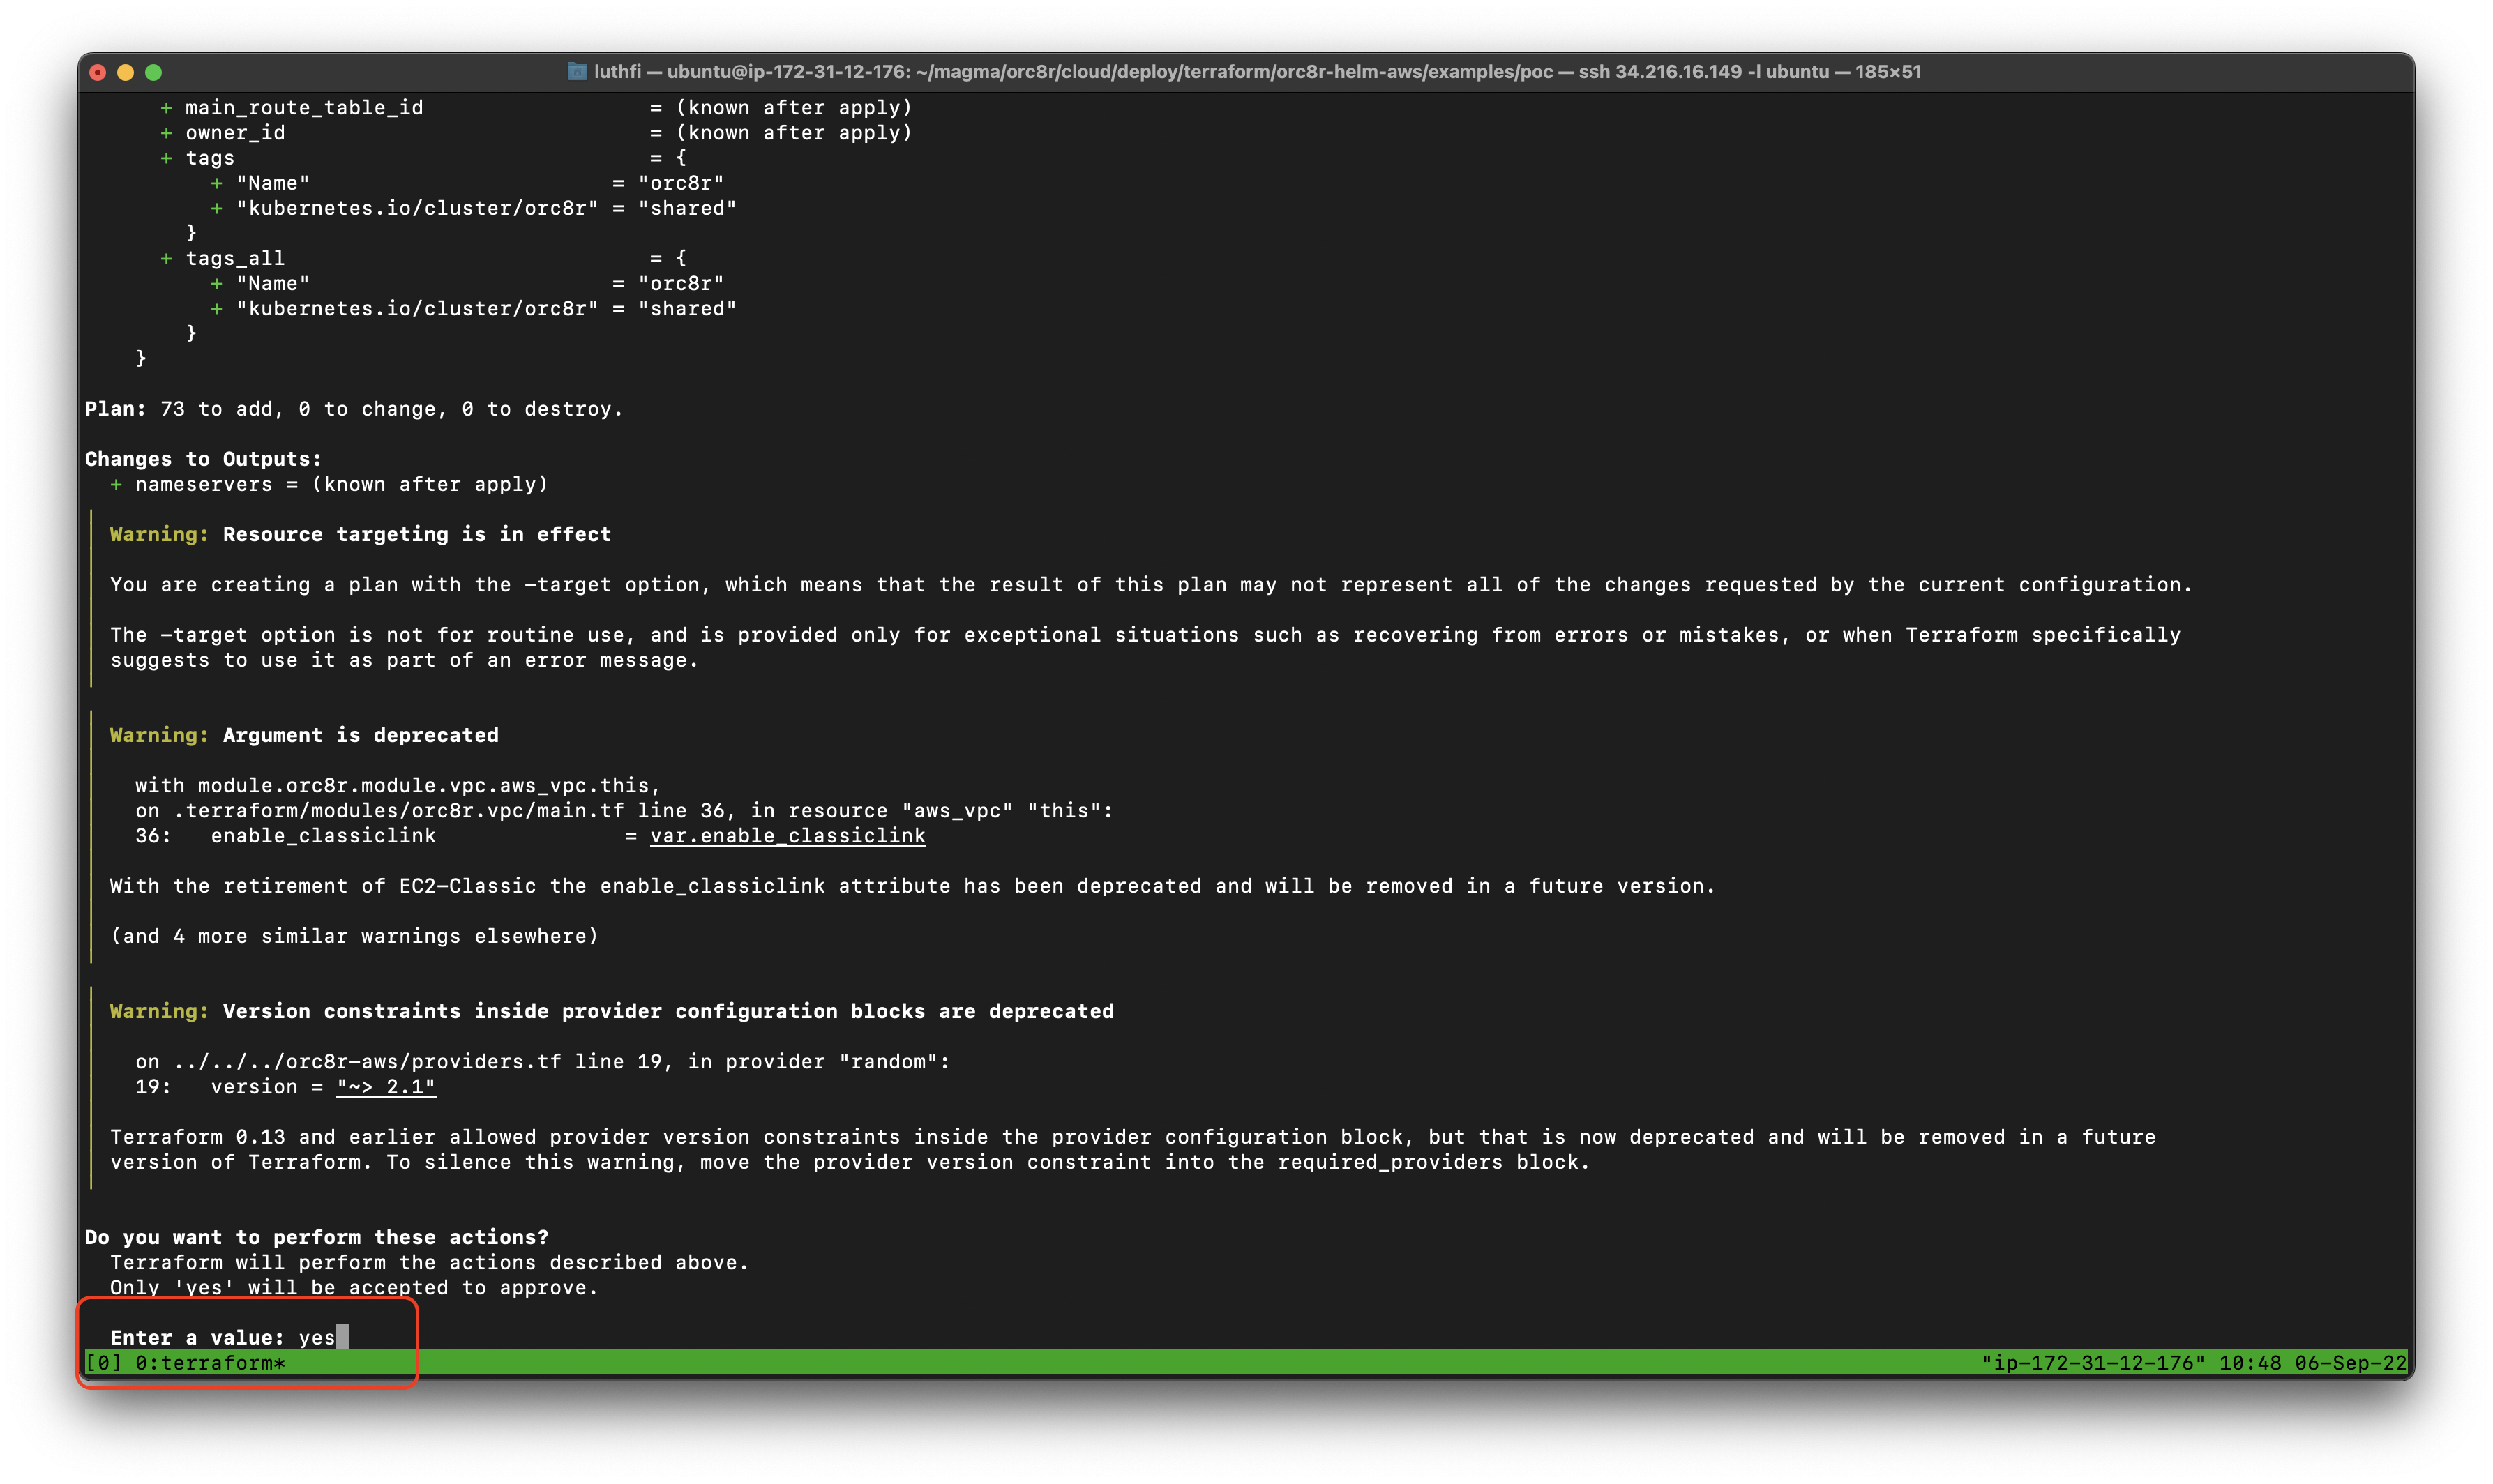 luthfi — ubuntu@ip-172-31-12-176: ~/magma/orc8r/cloud/deploy/terraform/orc8r-helm-aws/examples/poc — ssh 34.216.16.149 -l ubuntu — 185×51
+ main_route_table_id = (known after apply)
+ owner_id = (known after apply)
+ tags = {
+ "Name" = "orc8r"
+ "kubernetes.io/cluster/orc8r" = "shared"
}
+ tags_all = {
+ "Name" = "orc8r"
+ "kubernetes.io/cluster/orc8r" = "shared"
}
}
Plan: 73 to add, 0 to change, 0 to destroy.
Changes to Outputs:
+ nameservers = (known after apply)
Warning: Resource targeting is in effect
You are creating a plan with the -target option, which means that the result of this plan may not represent all of the changes requested by the current configuration.
The -target option is not for routine use, and is provided only for exceptional situations such as recovering from errors or mistakes, or when Terraform specifically
suggests to use it as part of an error message.
Warning: Argument is deprecated
with module.orc8r.module.vpc.aws_vpc.this,
on .terraform/modules/orc8r.vpc/main.tf line 36, in resource "aws_vpc" "this":
36: enable_classiclink = var.enable_classiclink
With the retirement of EC2-Classic the enable_classiclink attribute has been deprecated and will be removed in a future version.
(and 4 more similar warnings elsewhere)
Warning: Version constraints inside provider configuration blocks are deprecated
on ../../../orc8r-aws/providers.tf line 19, in provider "random":
19: version = "~> 2.1"
Terraform 0.13 and earlier allowed provider version constraints inside the provider configuration block, but that is now deprecated and will be removed in a future
version of Terraform. To silence this warning, move the provider version constraint into the required_providers block.
Do you want to perform these actions?
Terraform will perform the actions described above.
Only 'yes' will be accepted to approve.
Enter a value: yes
[0] 0:terraform* "ip-172-31-12-176" 10:48 06-Sep-22